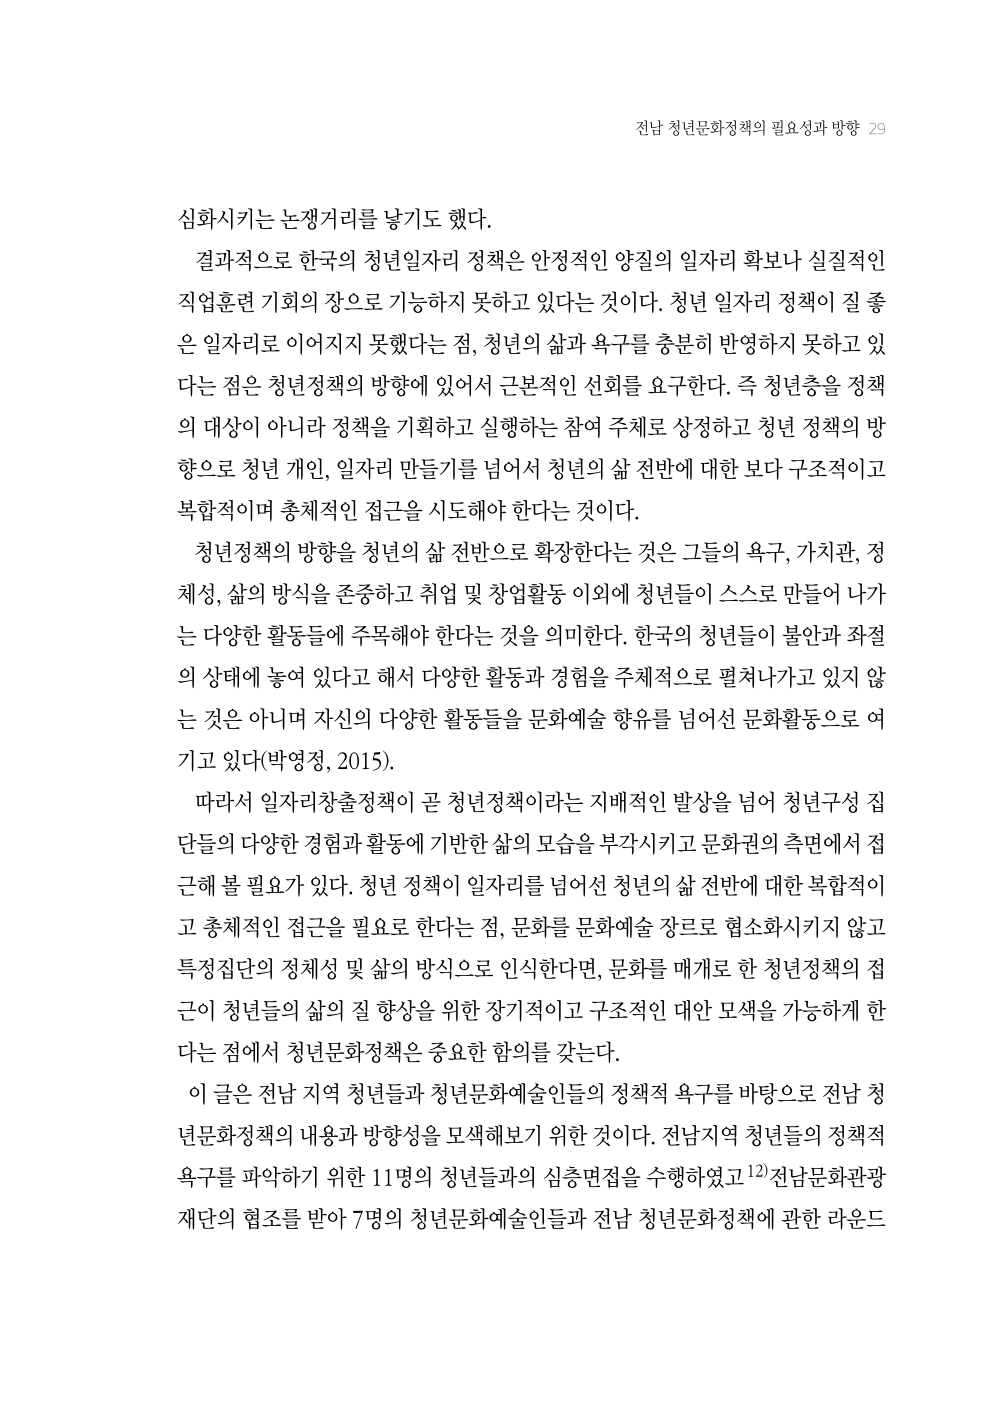 전남 청년문화정책의 필요성과 방향 29
심화시키는 논쟁거리를 낳기도 했다.
결과적으로 한국의 청년일자리 정책은 안정적인 양질의 일자리 확보나 실질적인
직업훈련 기회의 장으로 기능하지 못하고 있다는 것이다. 청년 일자리 정책이 질 좋
은 일자리로 이어지지 못했다는 점, 청년의 삶과 욕구를 충분히 반영하지 못하고 있
다는 점은 청년정책의 방향에 있어서 근본적인 선회를 요구한다. 즉 청년층을 정책
의 대상이 아니라 정책을 기획하고 실행하는 참여 주체로 상정하고 청년 정책의 방
향으로 청년 개인, 일자리 만들기를 넘어서 청년의 삶 전반에 대한 보다 구조적이고
복합적이며 총체적인 접근을 시도해야 한다는 것이다.
청년정책의 방향을 청년의 삶 전반으로 확장한다는 것은 그들의 욕구, 가치관, 정
체성, 삶의 방식을 존중하고 취업 및 창업활동 이외에 청년들이 스스로 만들어 나가
는 다양한 활동들에 주목해야 한다는 것을 의미한다. 한국의 청년들이 불안과 좌절
의 상태에 놓여 있다고 해서 다양한 활동과 경험을 주체적으로 펼쳐나가고 있지 않
는 것은 아니며 자신의 다양한 활동들을 문화예술 향유를 넘어선 문화활동으로 여
기고 있다(박영정, 2015).
따라서 일자리창출정책이 곧 청년정책이라는 지배적인 발상을 넘어 청년구성 집
단들의 다양한 경험과 활동에 기반한 삶의 모습을 부각시키고 문화권의 측면에서 접
근해 볼 필요가 있다. 청년 정책이 일자리를 넘어선 청년의 삶 전반에 대한 복합적이
고 총체적인 접근을 필요로 한다는 점, 문화를 문화예술 장르로 협소화시키지 않고
특정집단의 정체성 및 삶의 방식으로 인식한다면, 문화를 매개로 한 청년정책의 접
근이 청년들의 삶의 질 향상을 위한 장기적이고 구조적인 대안 모색을 가능하게 한
다는 점에서 청년문화정책은 중요한 함의를 갖는다.
이 글은 전남 지역 청년들과 청년문화예술인들의 정책적 욕구를 바탕으로 전남 청
년문화정책의 내용과 방향성을 모색해보기 위한 것이다. 전남지역 청년들의 정책적
욕구를 파악하기 위한 11명의 청년들과의 심층면접을 수행하였고12)전남문화관광
재단의 협조를 받아 7명의 청년문화예술인들과 전남 청년문화정책에 관한 라운드